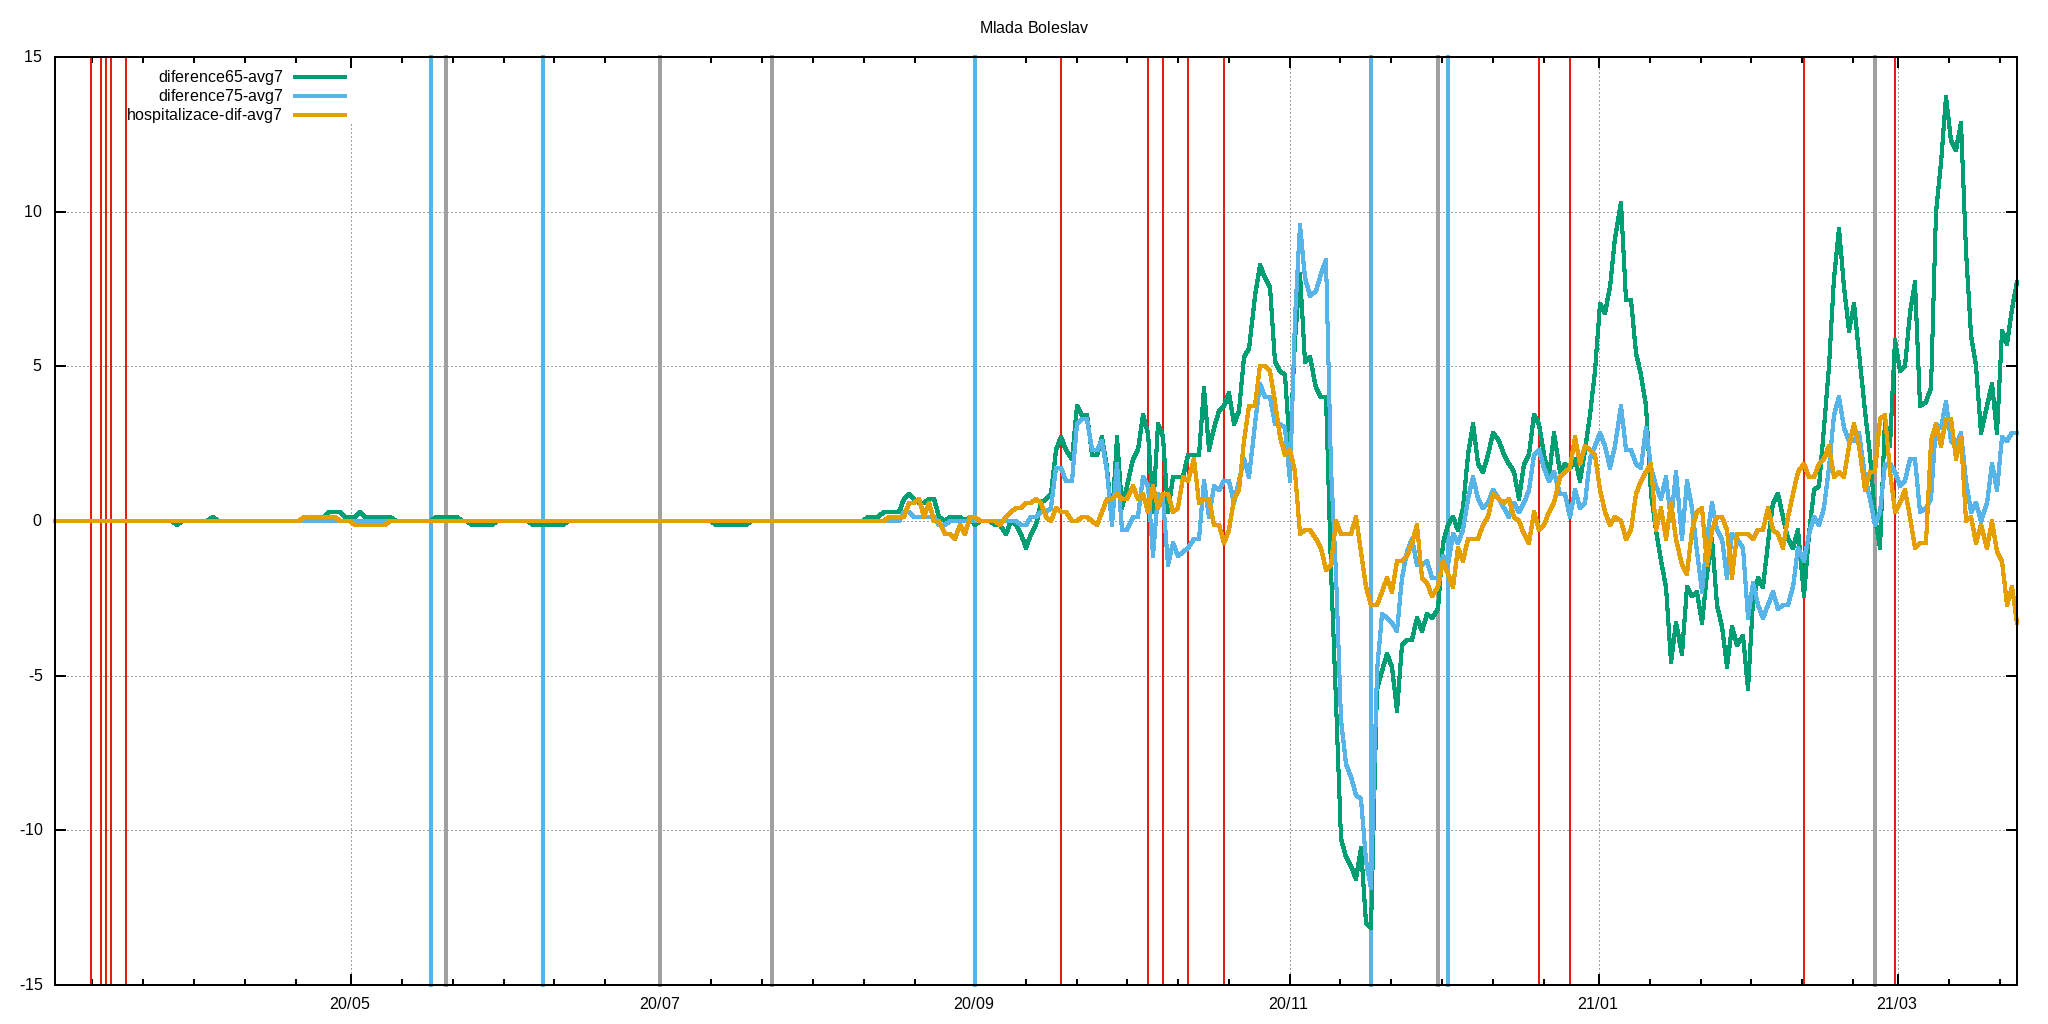 Mlada Boleslav
15
diference65-avg7
diference75-avg7
hospitalizace-dif-avg7
10
5
0
-5
-10
-15
20/05 20/07 20/09 20/11 21/01 21/03